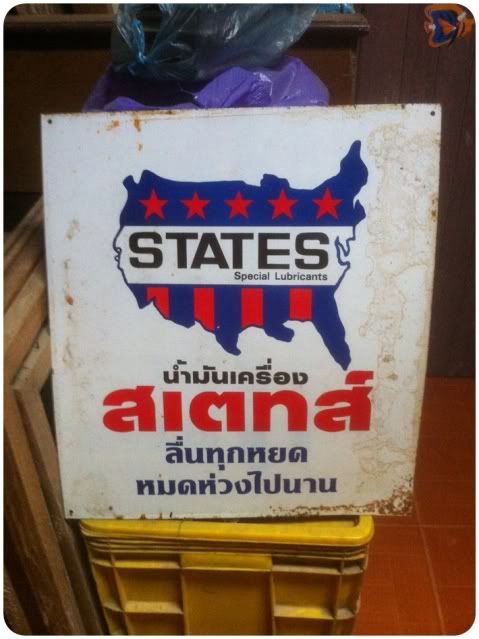 STATES
Special Lubricants
น้ำมันเครื่อง
สเตทส์
ลื่นทุกหยด
หมดห่วงไปนาน